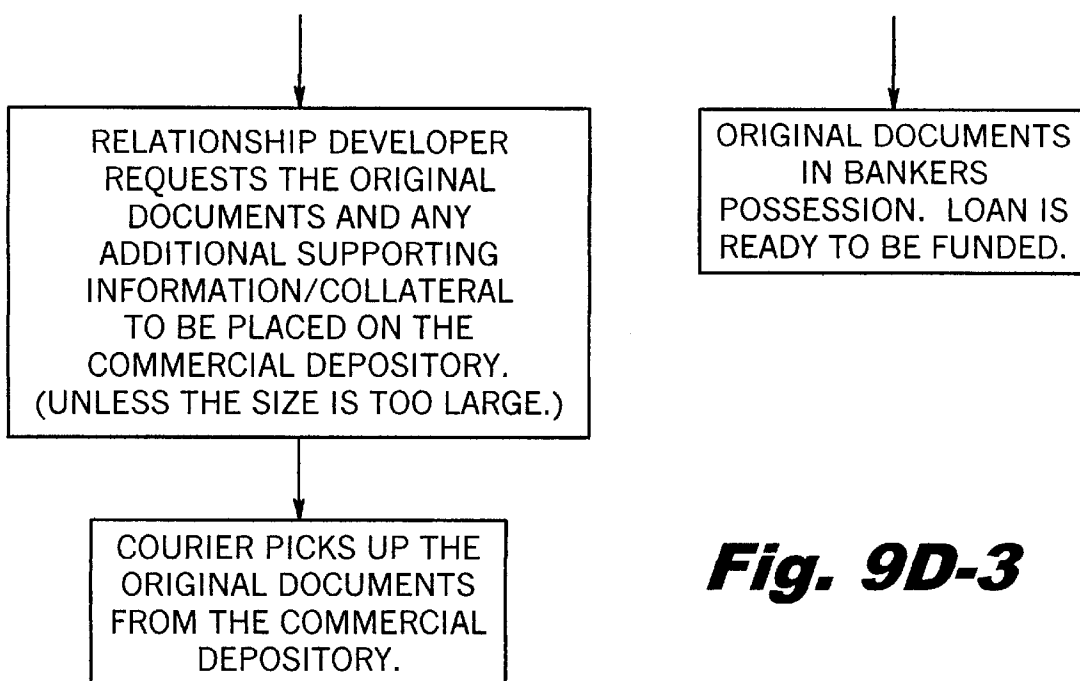 RELATIONSHIP DEVELOPER
REQUESTS THE ORIGINAL
DOCUMENTS AND ANY
ADDITIONAL SUPPORTING
INFORMATION/COLLATERAL
TO BE PLACED ON THE
COMMERCIAL DEPOSITORY.
(UNLESS THE SIZE IS TOO LARGE.)
COURIER PICKS UP THE
ORIGINAL DOCUMENTS
FROM THE COMMERCIAL
DEPOSITORY.
ORIGINAL DOCUMENTS
IN BANKERS
POSSESSION. LOAN IS
READY TO BE FUNDED.
Fig. 9D-3